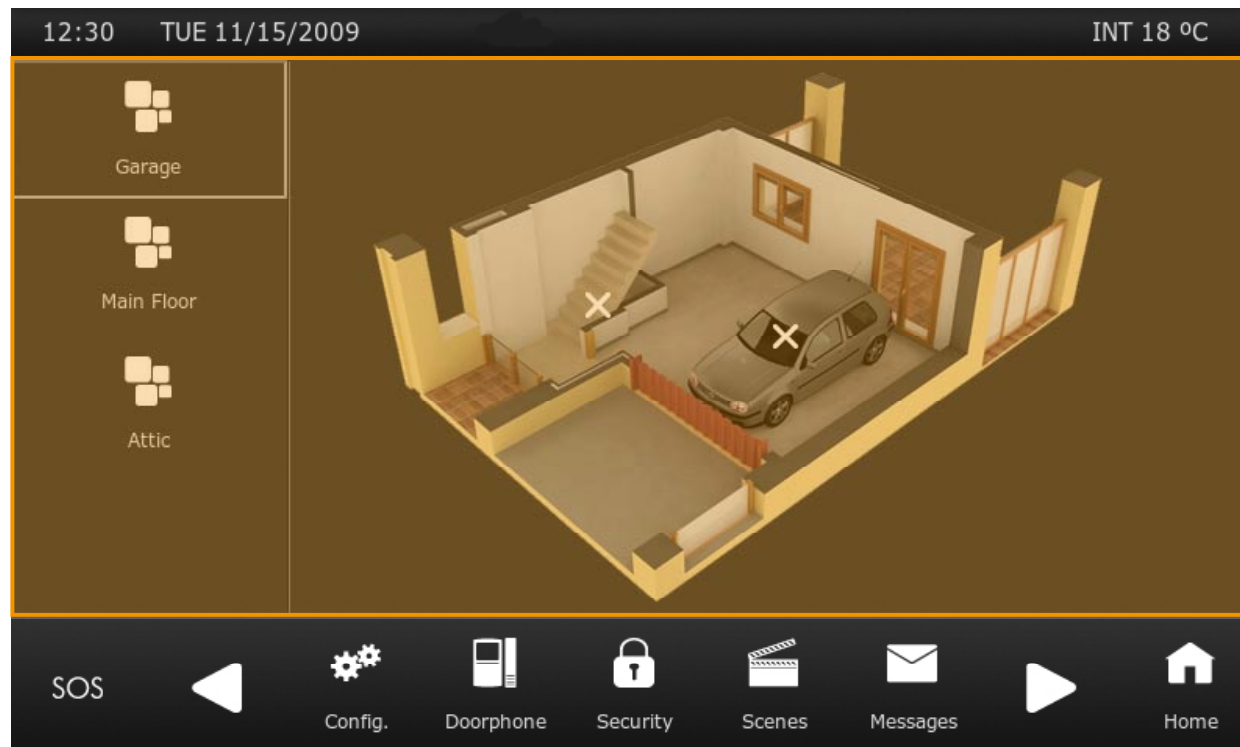 12:30 TUE 11/15/2009 INT 18 ºC
Garage
Main Floor
Attic
SOS
Config. Doorphone Security Scenes Messages Home